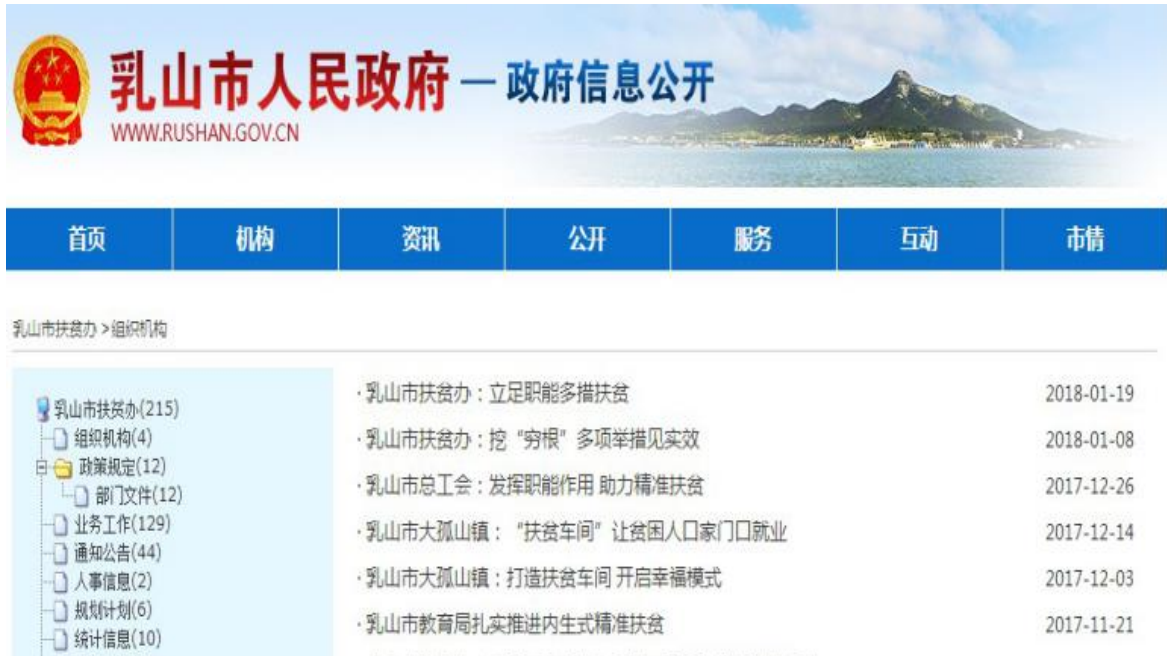 乳山市人民政府 — 政府信息公开
WWW.RUSHAN.GOV.CN
首页 机构 资讯 公开 服务 互动 市情
乳山市扶贫办 >组织机构
乳山市扶贫办(215)
组织机构(4)
政策规定(12)
部门文件(12)
业务工作(129)
通知公告(44)
人事信息(2)
规划计划(6)
统计信息(10)
· 乳山市扶贫办：立足职能多措扶贫 2018-01-19
· 乳山市扶贫办：挖“穷根”多项举措见实效 2018-01-08
· 乳山市总工会：发挥职能作用 助力精准扶贫 2017-12-26
· 乳山市大孤山镇：“扶贫车间”让贫困人口家门口就业 2017-12-14
· 乳山市大孤山镇：打造扶贫车间 开启幸福模式 2017-12-03
· 乳山市教育局扎实推进内生式精准扶贫 2017-11-21